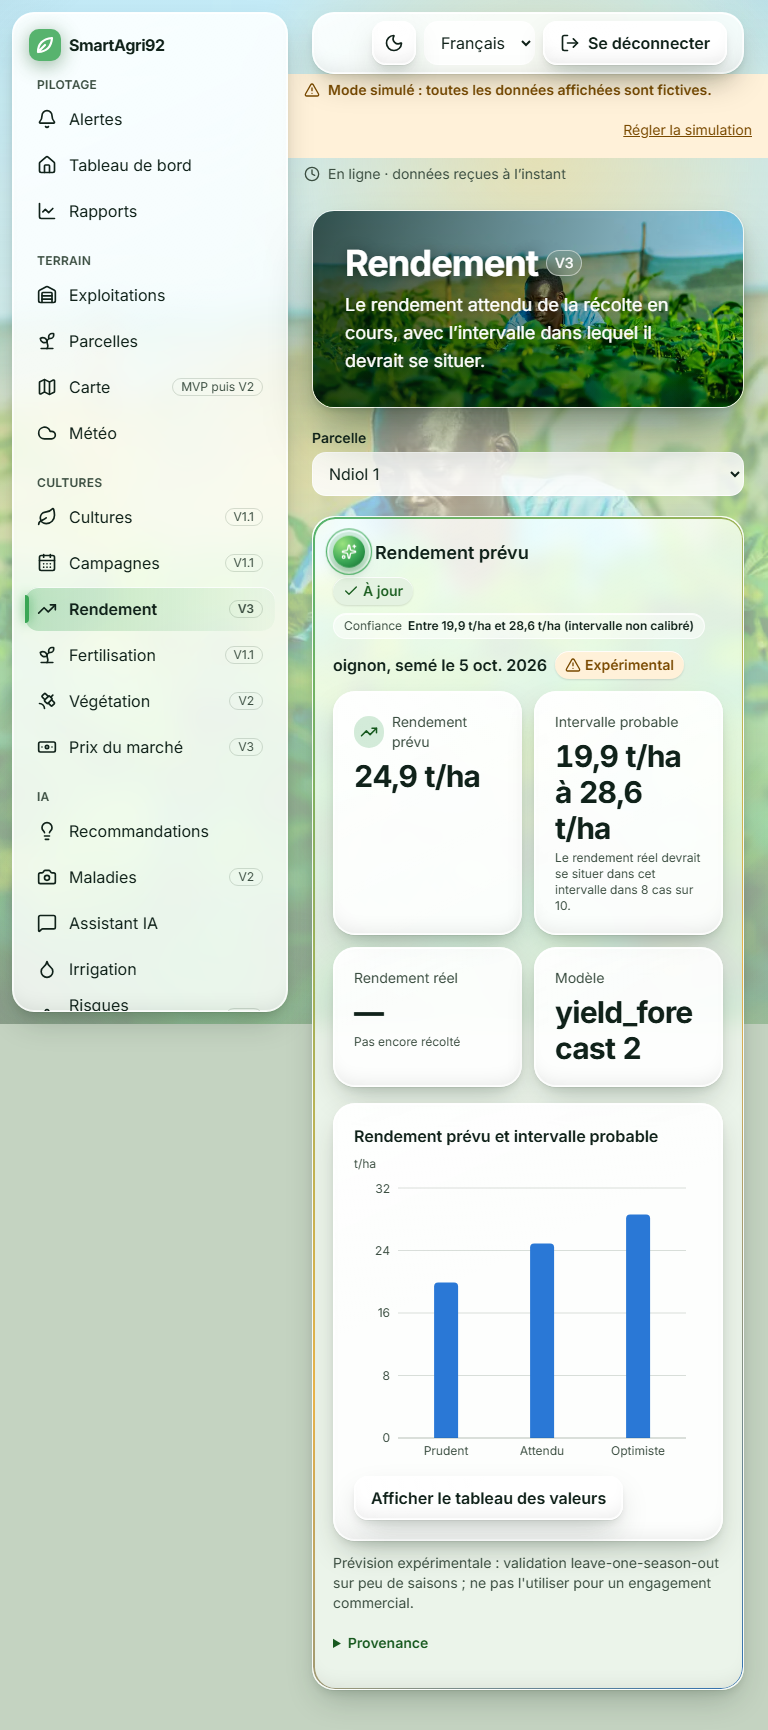 SmartAgri92
PILOTAGE
Alertes
Tableau de bord
Rapports
TERRAIN
Exploitations
Parcelles
Carte MVP puis V2
Météo
CULTURES
Cultures V1.1
Campagnes V1.1
Rendement V3
Fertilisation V1.1
Végétation V2
Prix du marché V3
IA
Recommandations
Maladies V2
Assistant IA
Irrigation
Risques
Français Se déconnecter
Mode simulé : toutes les données affichées sont fictives.
Régler la simulation
En ligne · données reçues à l’instant
Rendement V3
Le rendement attendu de la récolte en
cours, avec l’intervalle dans lequel il
devrait se situer.
Parcelle
Ndiol 1
Rendement prévu
À jour
Confiance Entre 19,9 t/ha et 28,6 t/ha (intervalle non calibré)
oignon, semé le 5 oct. 2026 Expérimental
Rendement
prévu
24,9 t/ha
Intervalle probable
19,9 t/ha
à 28,6
t/ha
Le rendement réel devrait
se situer dans cet
intervalle dans 8 cas sur
10.
Rendement réel
—
Pas encore récolté
Modèle
yield_fore
cast 2
Rendement prévu et intervalle probable
t/ha
32
24
16
8
0
Prudent Attendu Optimiste
Afficher le tableau des valeurs
Prévision expérimentale : validation leave-one-season-out
sur peu de saisons ; ne pas l'utiliser pour un engagement
commercial.
Provenance